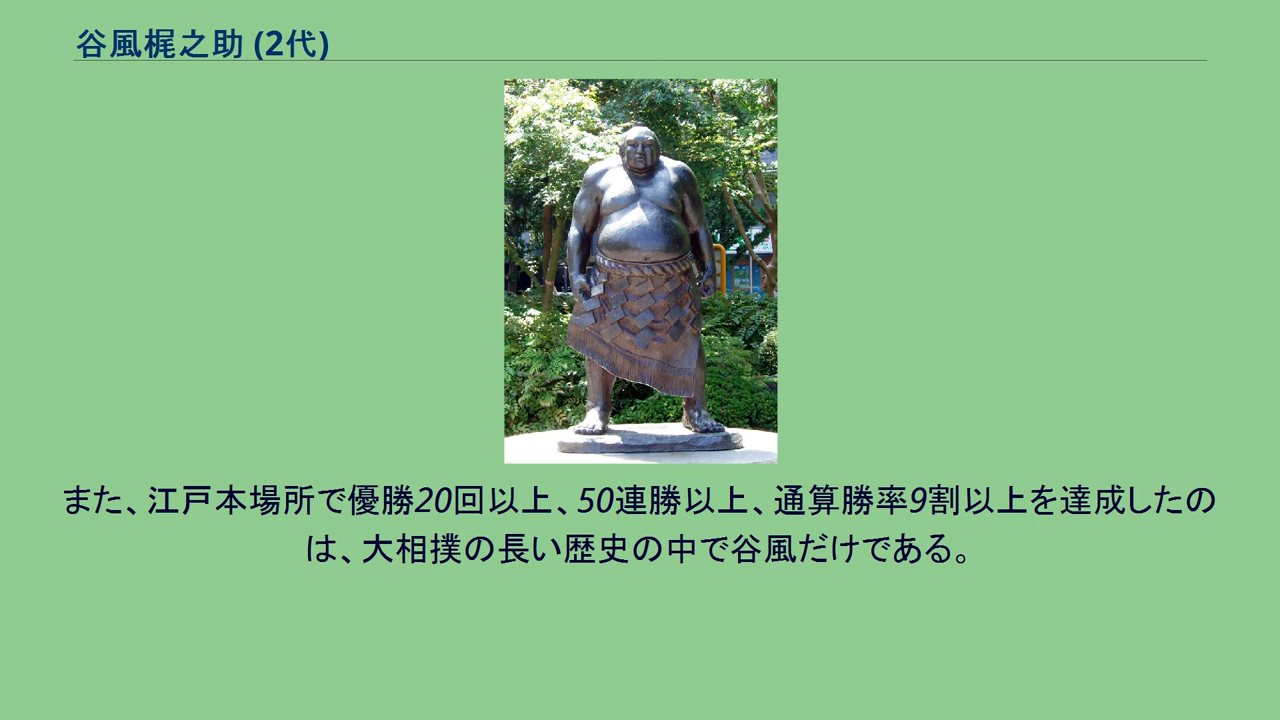 谷風梶之助 (2代)
また、江戸本場所で優勝20回以上、50連勝以上、通算勝率9割以上を達成したの
は、大相撲の長い歴史の中で谷風だけである。